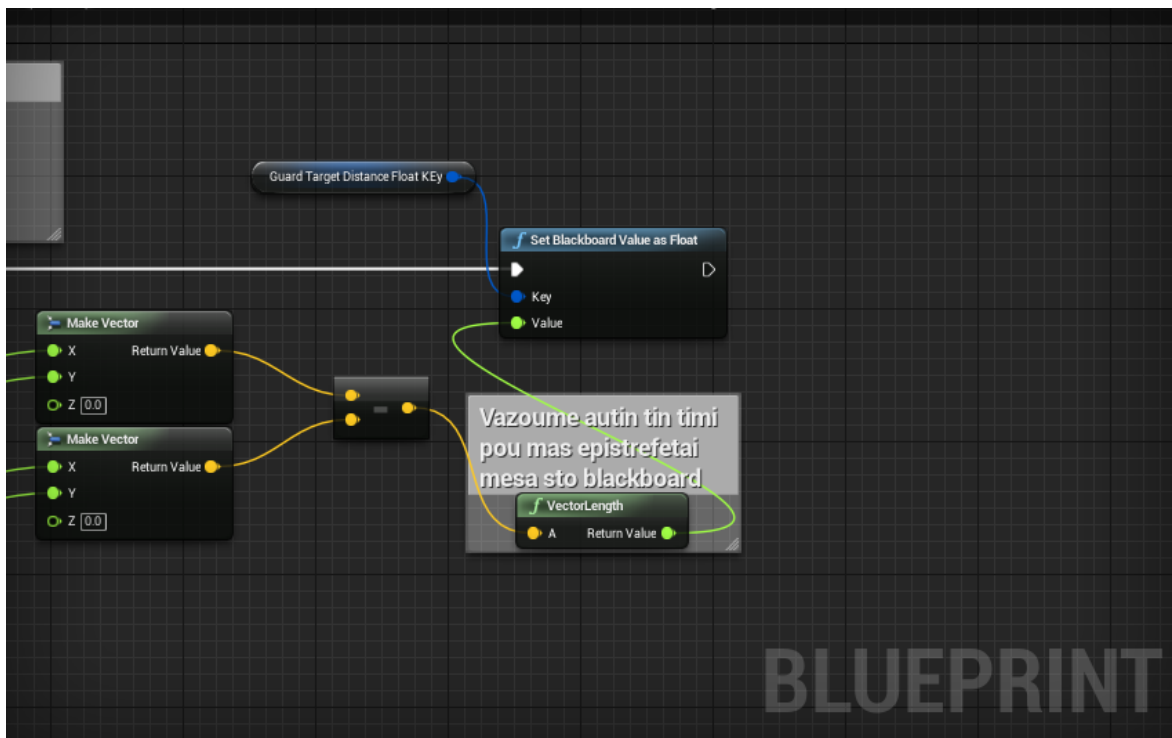 Guard Target Distance Float KEy
Set Blackboard Value as Float
Key
Value
Make Vector
X Return Value
Y
Z 0.0
Make Vector
X Return Value
Y
Z 0.0
-
Vazoume autin tin timi
pou mas epistrefetai
mesa sto blackboard
VectorLength
A Return Value
BLUEPRINT